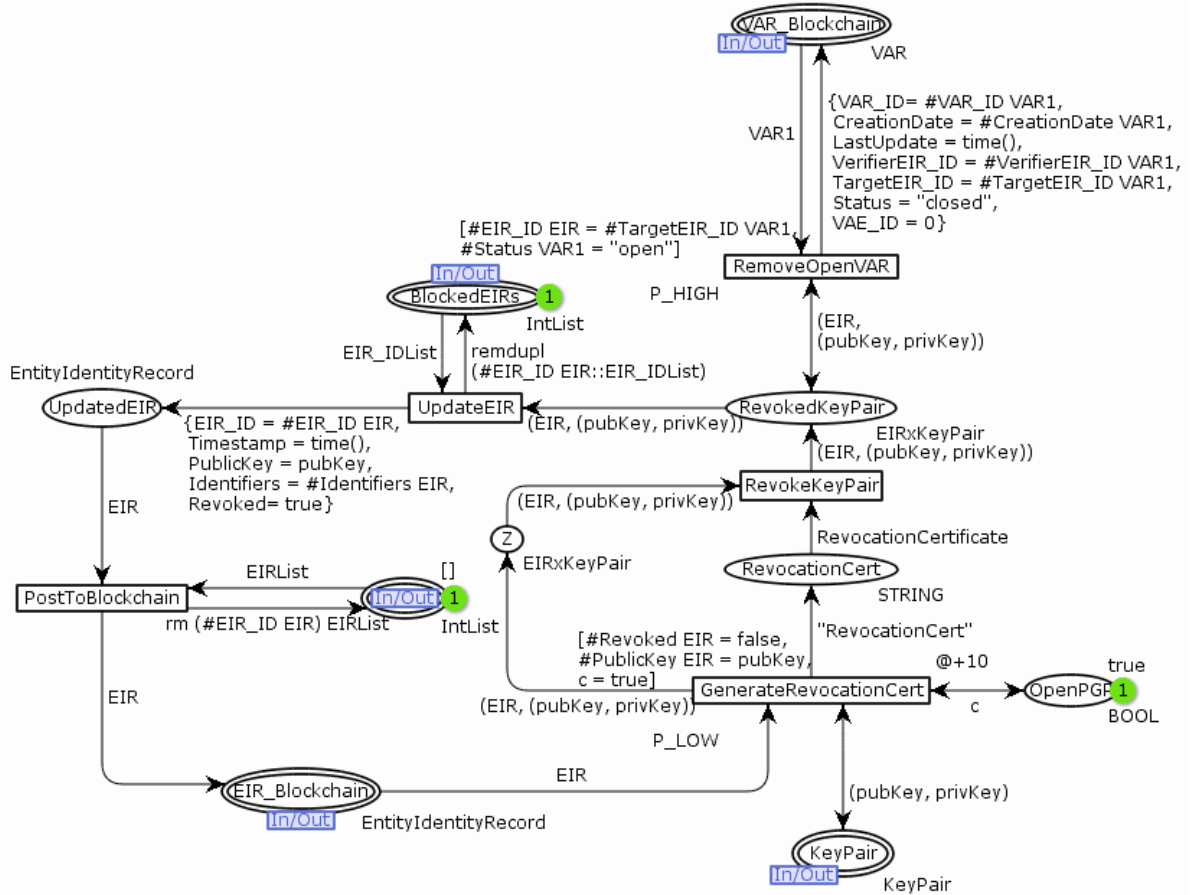 VAR_Blockchain
In/Out
VAR
{VAR_ID= #VAR_ID VAR1,
CreationDate = #CreationDate VAR1,
LastUpdate = time(),
VerifierEIR_ID = #VerifierEIR_ID VAR1,
TargetEIR_ID = #TargetEIR_ID VAR1,
Status = "closed",
VAE_ID = 0}
VAR1
[#EIR_ID EIR = #TargetEIR_ID VAR1,
#Status VAR1 = "open"]
RemoveOpenVAR
P_HIGH
In/Out
BlockedEIRs
1
IntList
(EIR,
(pubKey, privKey))
EIR_IDList
remdupl
(#EIR_ID EIR::EIR_IDList)
EntityIdentityRecord
UpdatedEIR
UpdateEIR
RevokedKeyPair
(EIR, (pubKey, privKey))
EIRxKeyPair
{EIR_ID = #EIR_ID EIR,
Timestamp = time(),
PublicKey = pubKey,
Identifiers = #Identifiers EIR,
Revoked= true}
(EIR, (pubKey, privKey))
RevokeKeyPair
(EIR, (pubKey, privKey))
EIR
Z
EIRxKeyPair
RevocationCertificate
RevocationCert
STRING
EIRList
[]
PostToBlockchain
In/Out
1
IntList
rm (#EIR_ID EIR) EIRList
"RevocationCert"
[#Revoked EIR = false,
#PublicKey EIR = pubKey,
c = true]
@+10
true
GenerateRevocationCert
OpenPGP
1
c
BOOL
EIR
(EIR, (pubKey, privKey))
P_LOW
EIR
EIR_Blockchain
In/Out
EntityIdentityRecord
(pubKey, privKey)
KeyPair
In/Out
KeyPair